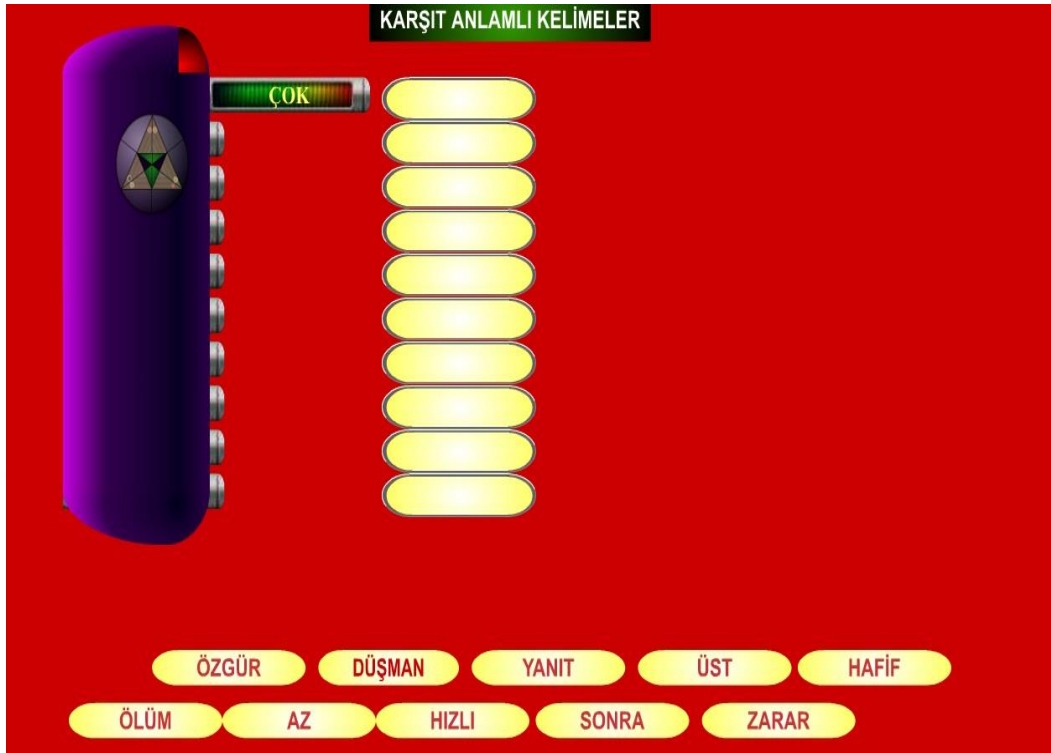 KARŞIT ANLAMLI KELİMELER
ÇOK
ÖZGÜR DÜŞMAN YANIT ÜST HAFİF
ÖLÜM AZ HIZLI SONRA ZARAR